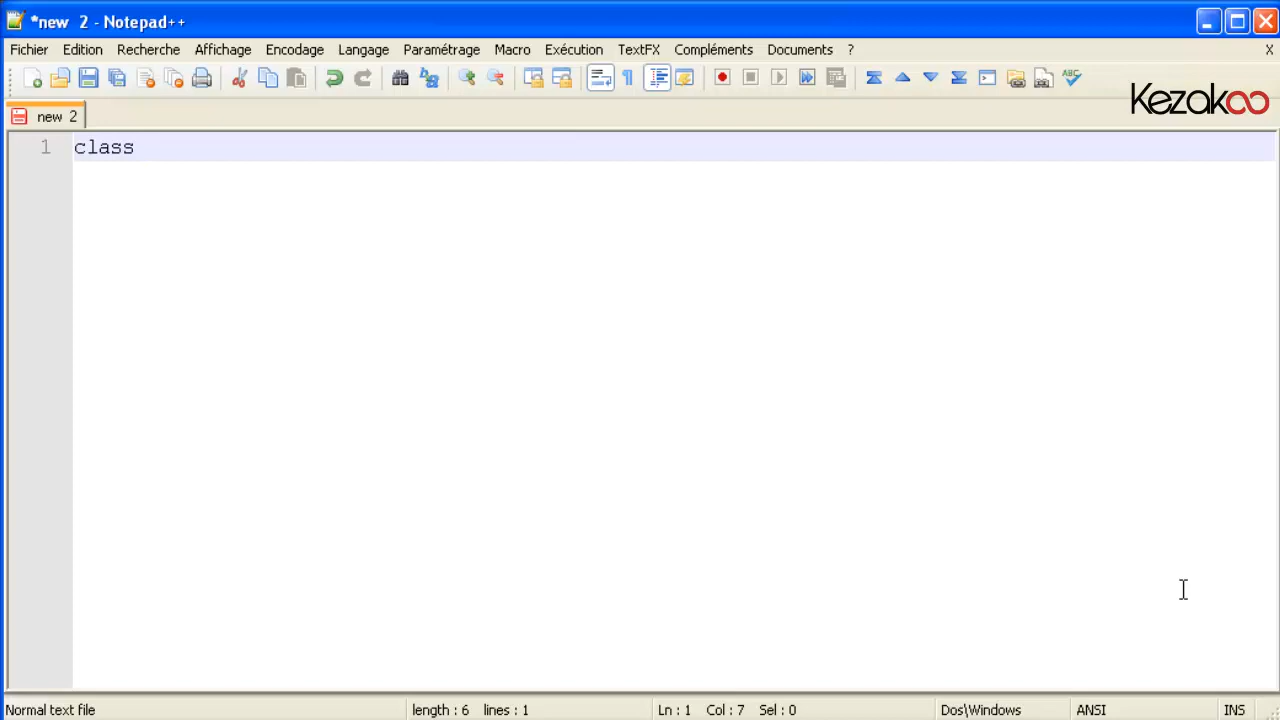 *new 2 - Notepad++
Fichier Edition Recherche Affichage Encodage Langage Paramétrage Macro Exécution TextFX Compléments Documents ? X
Kezakoo
new 2
1 class
Normal text file length : 6 lines : 1 Ln : 1 Col : 7 Sel : 0 Dos\Windows ANSI INS